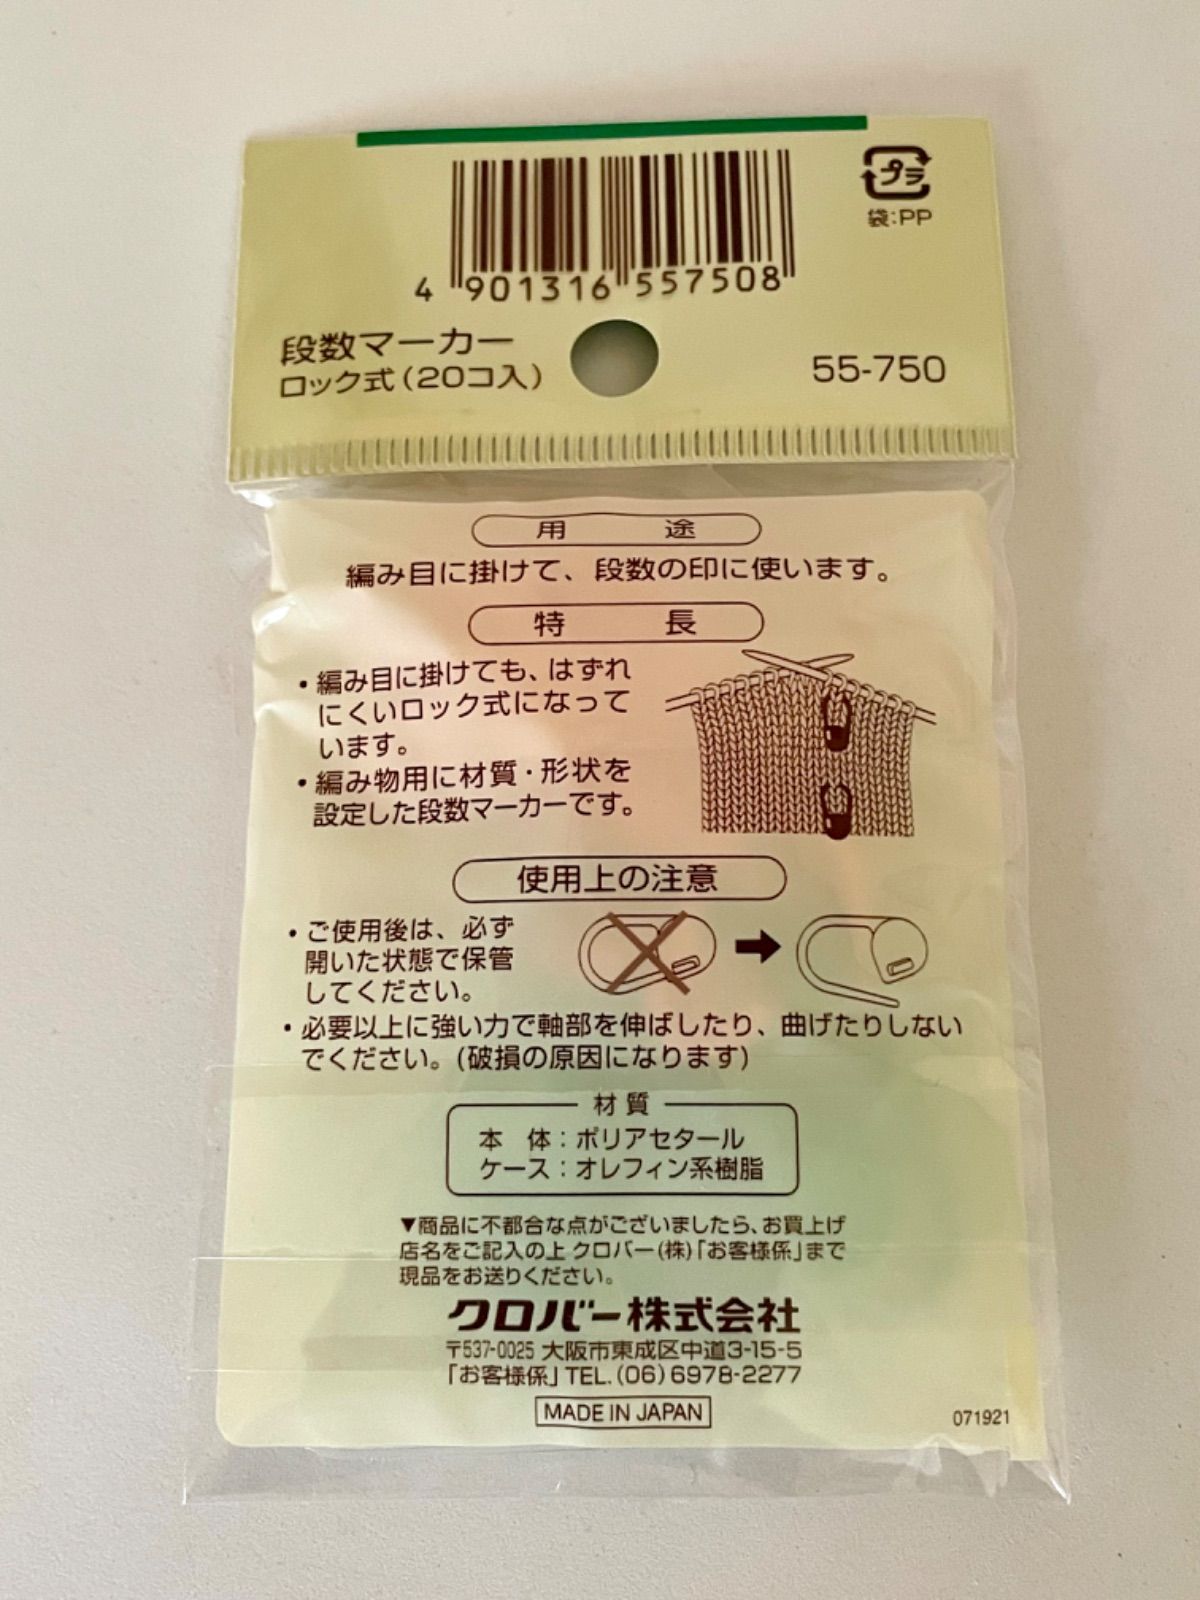 4 901316 557508
プラ
袋:PP
段数マーカー
ロック式(20コ入)
55-750
用　途
編み目に掛けて、段数の印に使います。
特　長
・編み目に掛けても、はずれ
にくいロック式になって
います。
・編み物用に材質・形状を
設定した段数マーカーです。
使用上の注意
・ご使用後は、必ず
開いた状態で保管
してください。
・必要以上に強い力で軸部を伸ばしたり、曲げたりしない
でください。(破損の原因になります)
材質
本　体：ポリアセタール
ケース：オレフィン系樹脂
▼商品に不都合な点がございましたら、お買上げ
店名をご記入の上 クロバー(株)「お客様係」まで
現品をお送りください。
クロバー株式会社
〒537-0025 大阪市東成区中道3-15-5
「お客様係」TEL.(06)6978-2277
MADE IN JAPAN
071921